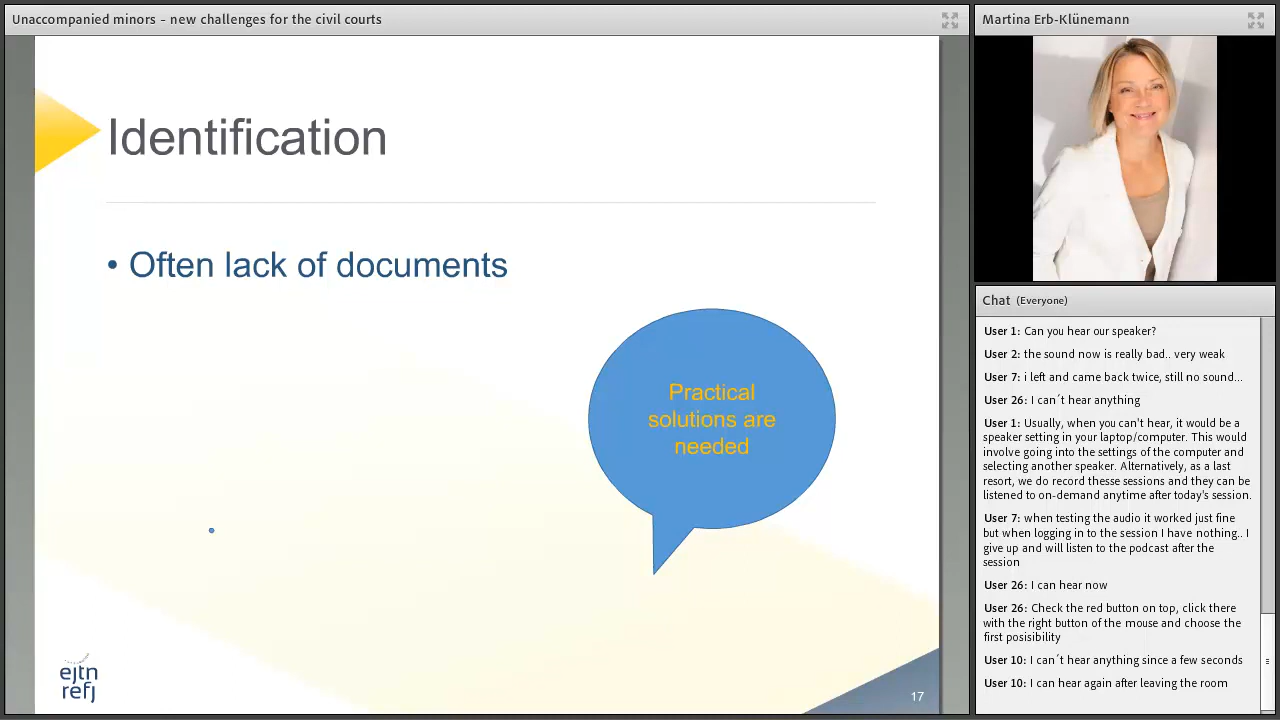 Unaccompanied minors - new challenges for the civil courts
Identification
• Often lack of documents
Practical
solutions are
needed
ejtn
refj
17
Martina Erb-Klünemann
Chat (Everyone)
User 1: Can you hear our speaker?
User 2: the sound now is really bad.. very weak
User 7: i left and came back twice, still no sound...
User 26: I can´t hear anything
User 1: Usually, when you can't hear, it would be a
speaker setting in your laptop/computer. This would
involve going into the settings of the computer and
selecting another speaker. Alternatively, as a last
resort, we do record thesse sessions and they can be
listened to on-demand anytime after today's session.
User 7: when testing the audio it worked just fine
but when logging in to the session I have nothing.. I
give up and will listen to the podcast after the
session
User 26: I can hear now
User 26: Check the red button on top, click there
with the right button of the mouse and choose the
first posisibility
User 10: I can´t hear anything since a few seconds
User 10: I can hear again after leaving the room